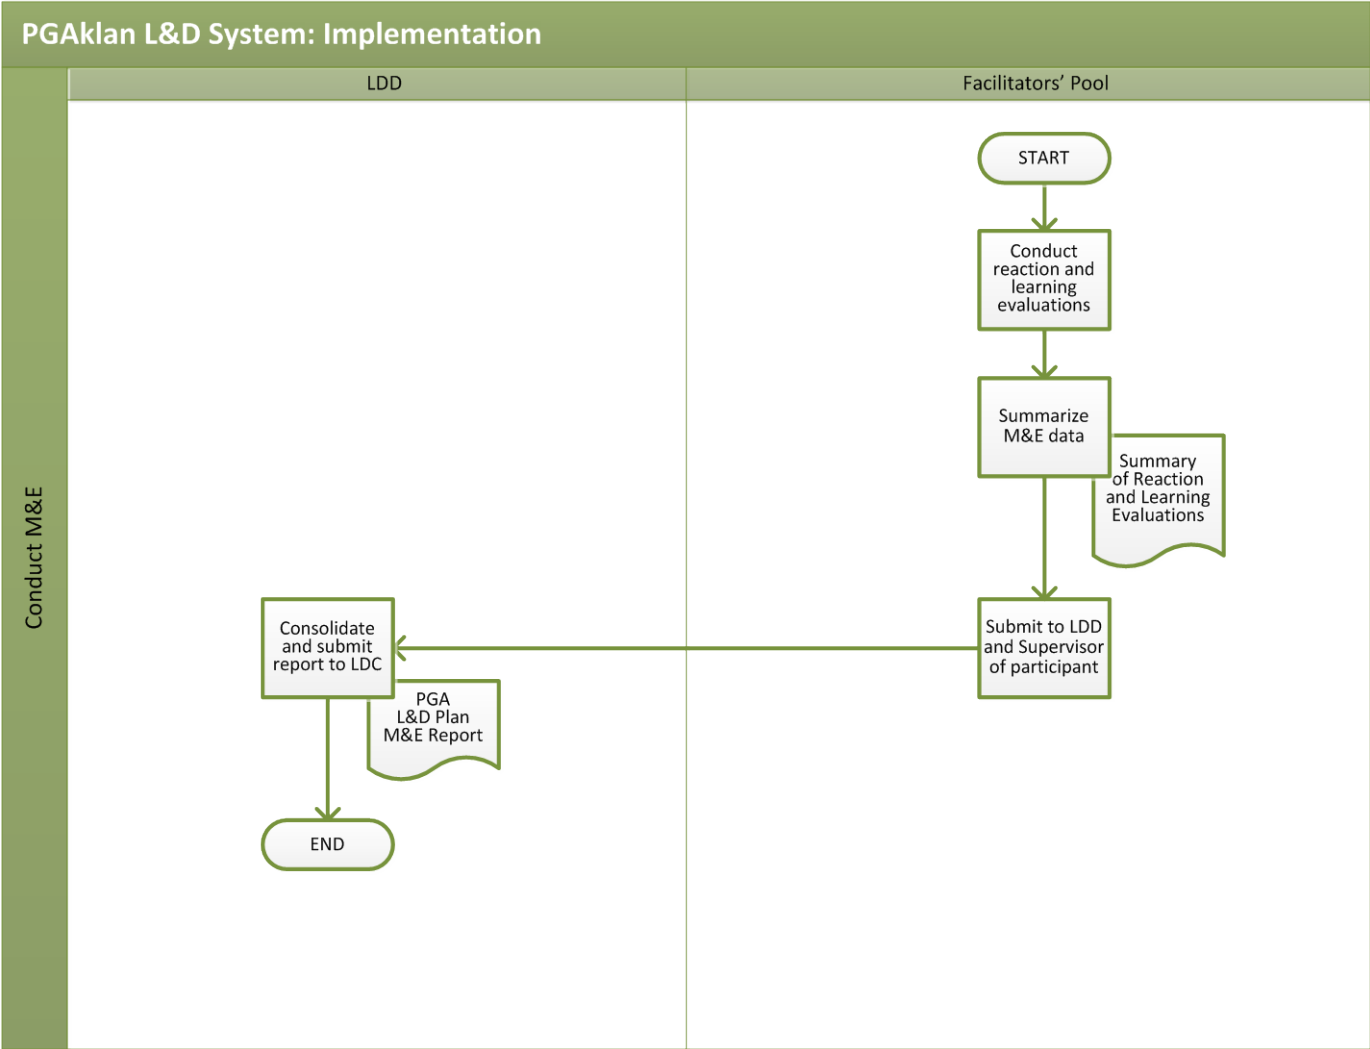 PGAklan L&D System: Implementation
LDD
Facilitators' Pool
Conduct M&E
START
Conduct
reaction and
learning
evaluations
Summarize
M&E data
Summary
of Reaction
and Learning
Evaluations
Submit to LDD
and Supervisor
of participant
Consolidate
and submit
report to LDC
PGA
L&D Plan
M&E Report
END